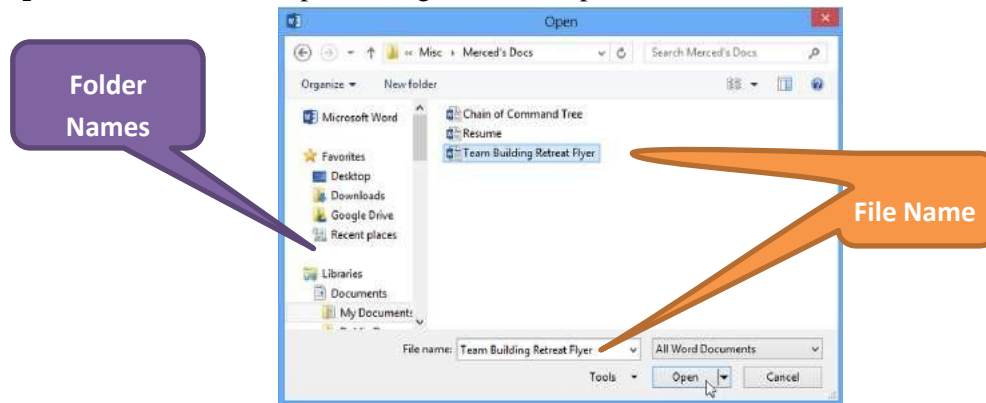 Open
« Misc › Merced's Docs
Search Merced's Docs
Organize
New folder
Folder
Names
Microsoft Word
Favorites
Desktop
Downloads
Google Drive
Recent places
Libraries
Documents
My Documents
Chain of Command Tree
Resume
Team Building Retreat Flyer
File Name
File name: Team Building Retreat Flyer
All Word Documents
Tools
Open
Cancel